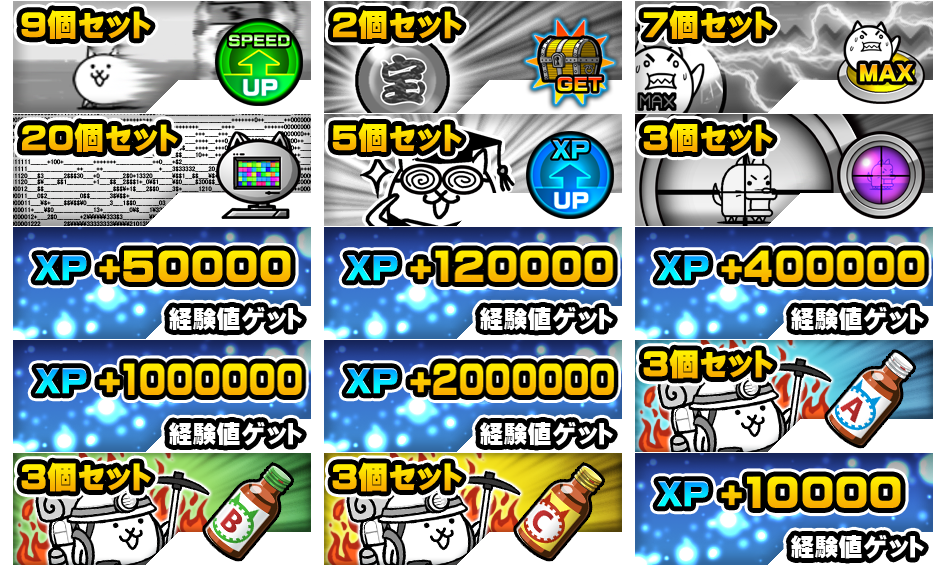 9個セット
SPEED
UP
2個セット
GET
7個セット
MAX
MAX
20個セット
5個セット
XP
UP
3個セット
XP +50000
経験値ゲット
XP +120000
経験値ゲット
XP +400000
経験値ゲット
XP +1000000
経験値ゲット
XP +2000000
経験値ゲット
3個セット
A
3個セット
B
3個セット
C
XP +10000
経験値ゲット